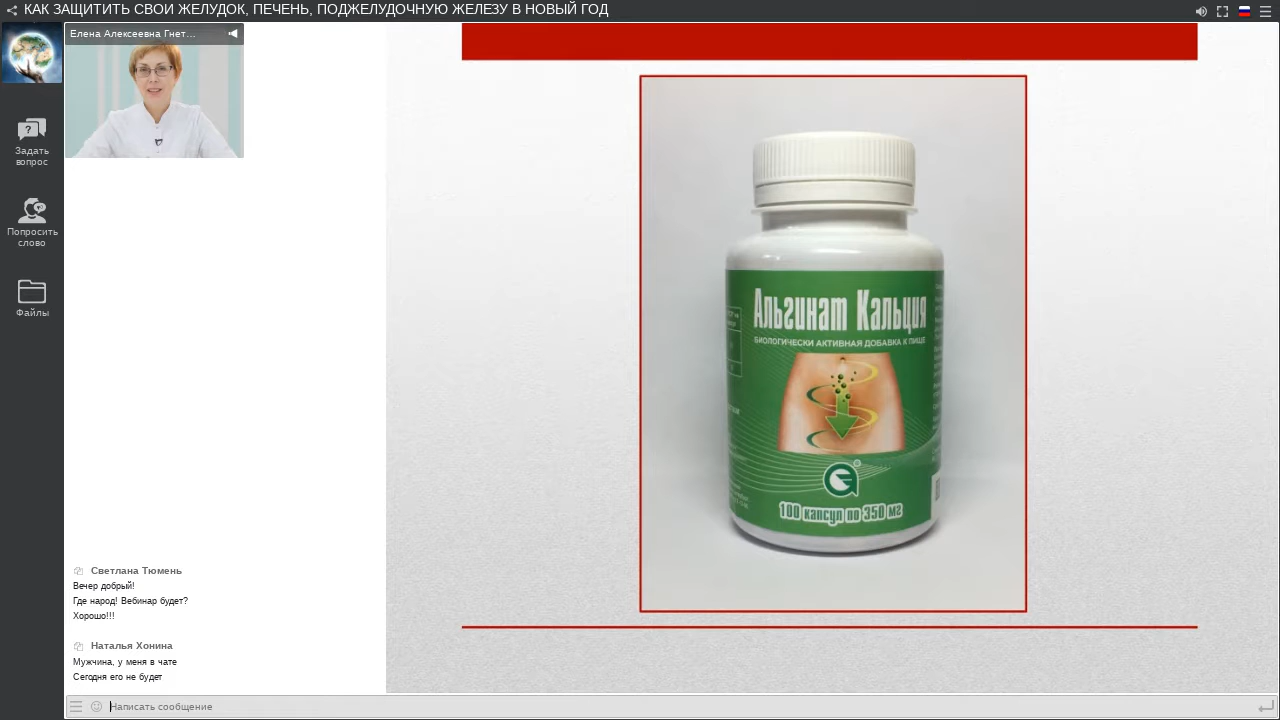 КАК ЗАЩИТИТЬ СВОИ ЖЕЛУДОК, ПЕЧЕНЬ, ПОДЖЕЛУДОЧНУЮ ЖЕЛЕЗУ В НОВЫЙ ГОД
Елена Алексеевна Гнет...
Задать
вопрос
Попросить
слово
Файлы
Альгинат Кальция
БИОЛОГИЧЕСКИ АКТИВНАЯ ДОБАВКА К ПИЩЕ
100 капсул по 350 мг
Светлана Тюмень
Вечер добрый!
Где народ! Вебинар будет?
Хорошо!!!
Наталья Хонина
Мужчина, у меня в чате
Сегодня его не будет
Написать сообщение